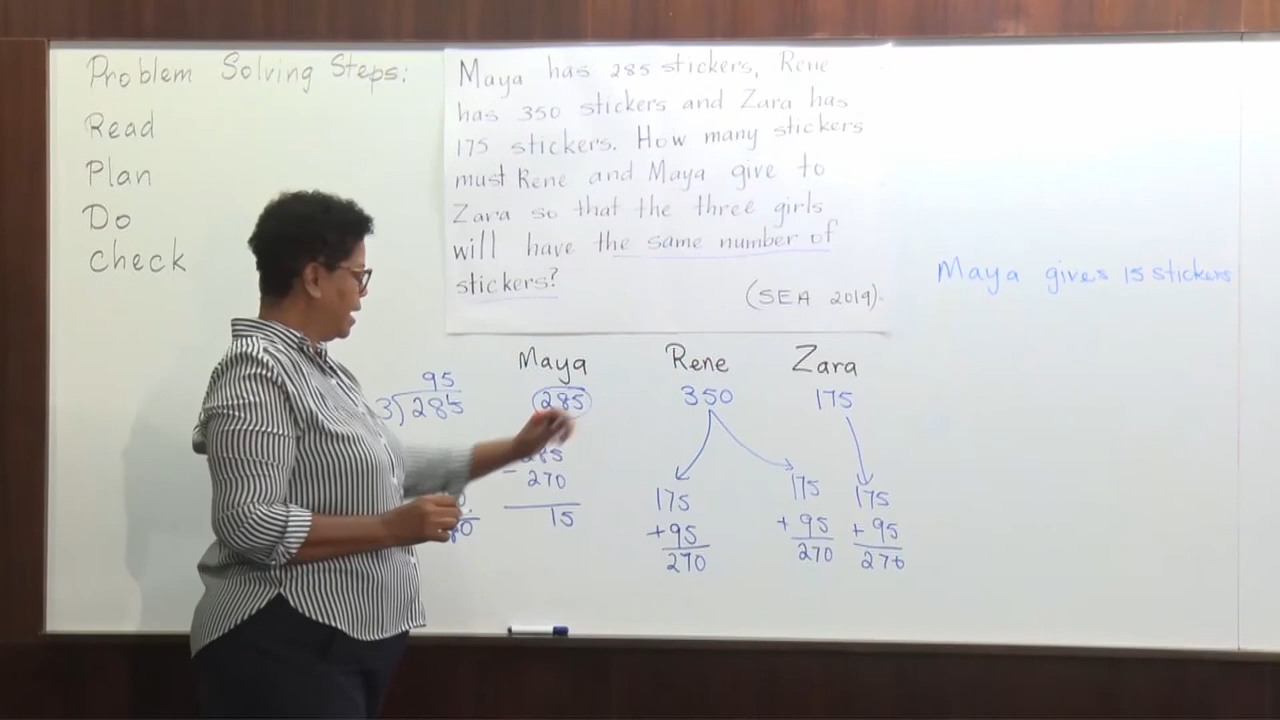 Problem Solving Steps:
Read
Plan
Do
check
Maya has 285 stickers, Rene
has 350 stickers and Zara has
175 stickers. How many stickers
must Rene and Maya give to
Zara so that the three girls
will have the same number of
stickers?
(SEA 2019).
Maya gives 15 stickers
Maya Rene Zara
95
3)285
285 350 175
285
- 270
15
175
+95
270
175
+95
270
175
+95
270